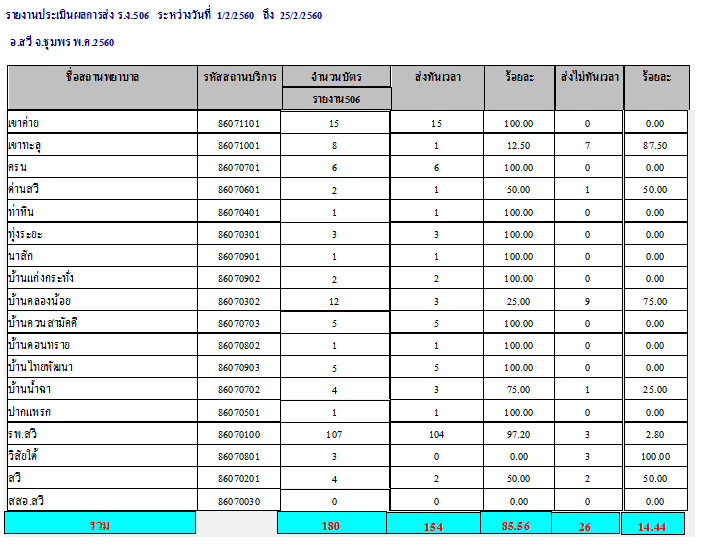 รายงานประเมินผลการส่ง ร.ง.506 ระหว่างวันที่ 1/2/2560 ถึง 25/2/2560
อ.สวี จ.ชุมพร พ.ศ.2560
ชื่อสถานพยาบาล รหัสสถานบริการ จำนวนบัตร ส่งทันเวลา ร้อยละ ส่งไม่ทันเวลา ร้อยละ
รายงาน506
เขาค่าย 86071101 15 15 100.00 0 0.00
เขาทะลุ 86071001 8 1 12.50 7 87.50
ครน 86070701 6 6 100.00 0 0.00
ด่านสวี 86070601 2 1 50.00 1 50.00
ท่าหิน 86070401 1 1 100.00 0 0.00
ทุ่งระยะ 86070301 3 3 100.00 0 0.00
นาสัก 86070901 1 1 100.00 0 0.00
บ้านแก่งกระทั่ง 86070902 2 2 100.00 0 0.00
บ้านคลองน้อย 86070302 12 3 25.00 9 75.00
บ้านควนสามัคคี 86070703 5 5 100.00 0 0.00
บ้านดอนทราย 86070802 1 1 100.00 0 0.00
บ้านไทยพัฒนา 86070903 5 5 100.00 0 0.00
บ้านน้ำฉา 86070702 4 3 75.00 1 25.00
ปากแพรก 86070501 1 1 100.00 0 0.00
รพ.สวี 86070100 107 104 97.20 3 2.80
วิสัยใต้ 86070801 3 0 0.00 3 100.00
สวี 86070201 4 2 50.00 2 50.00
สสอ.สวี 86070030 0 0 0.00 0 0.00
รวม 180 154 85.56 26 14.44